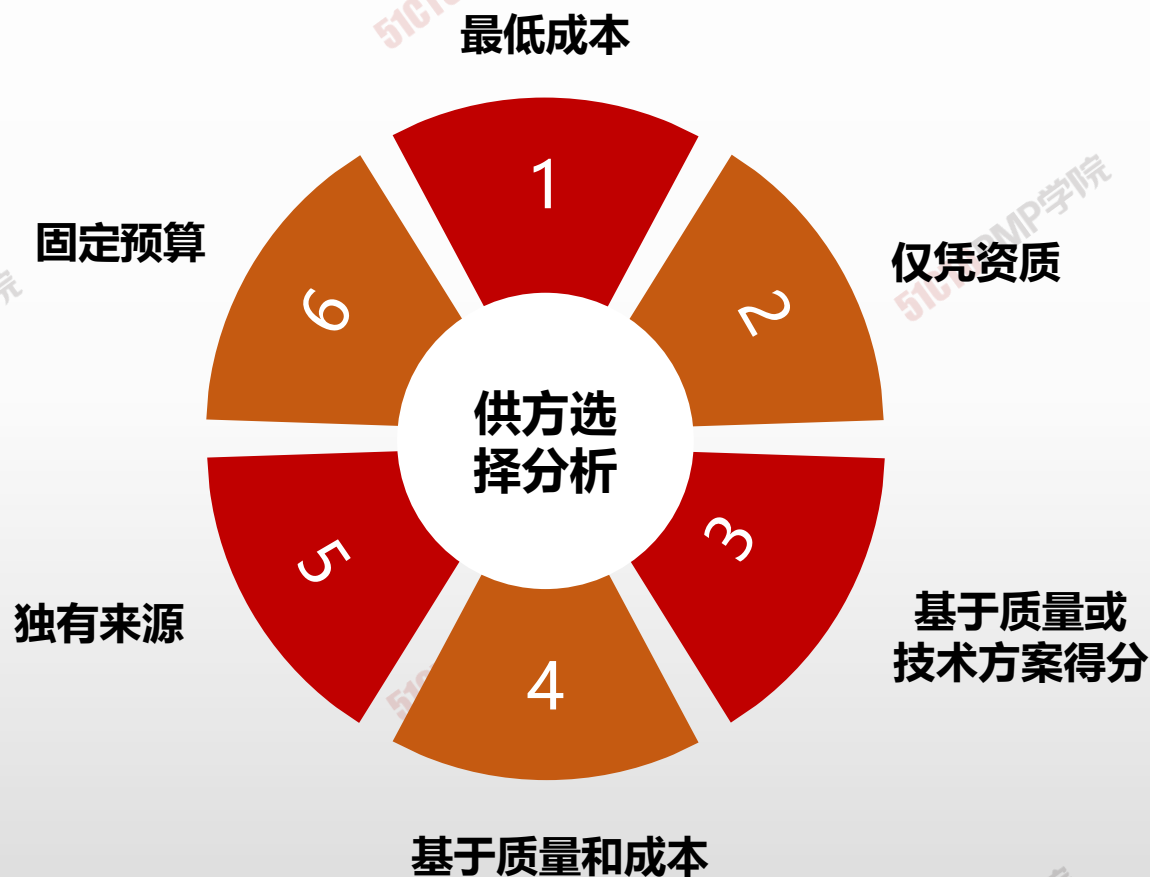 最低成本
1
固定预算
6
2
仅凭资质
供方选
择分析
5
3
独有来源
基于质量或
技术方案得分
4
基于质量和成本